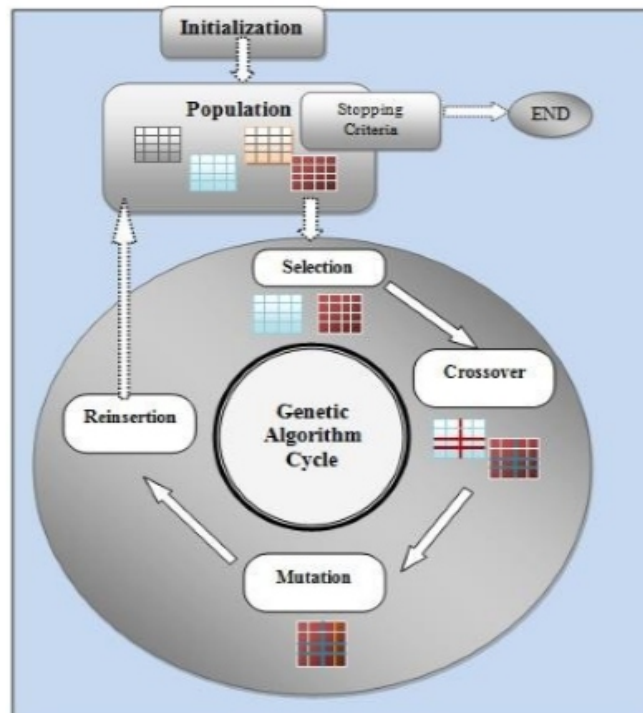 Initialization
Population
Stopping
Criteria
END
Selection
Crossover
Reinsertion
Genetic
Algorithm
Cycle
Mutation